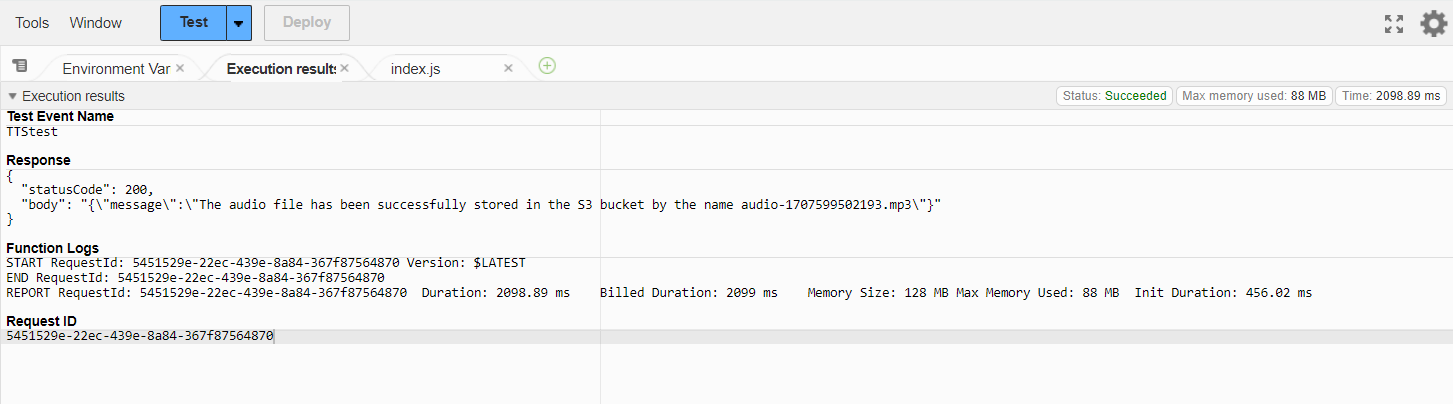 Tools Window Test Deploy
Environment Var Execution results index.js
Execution results Status: Succeeded Max memory used: 88 MB Time: 2098.89 ms
Test Event Name
TTStest
Response
{
  "statusCode": 200,
  "body": "{\"message\":\"The audio file has been successfully stored in the S3 bucket by the name audio-1707599502193.mp3\"}"
}
Function Logs
START RequestId: 5451529e-22ec-439e-8a84-367f87564870 Version: $LATEST
END RequestId: 5451529e-22ec-439e-8a84-367f87564870
REPORT RequestId: 5451529e-22ec-439e-8a84-367f87564870 Duration: 2098.89 ms Billed Duration: 2099 ms Memory Size: 128 MB Max Memory Used: 88 MB Init Duration: 456.02 ms
Request ID
5451529e-22ec-439e-8a84-367f87564870